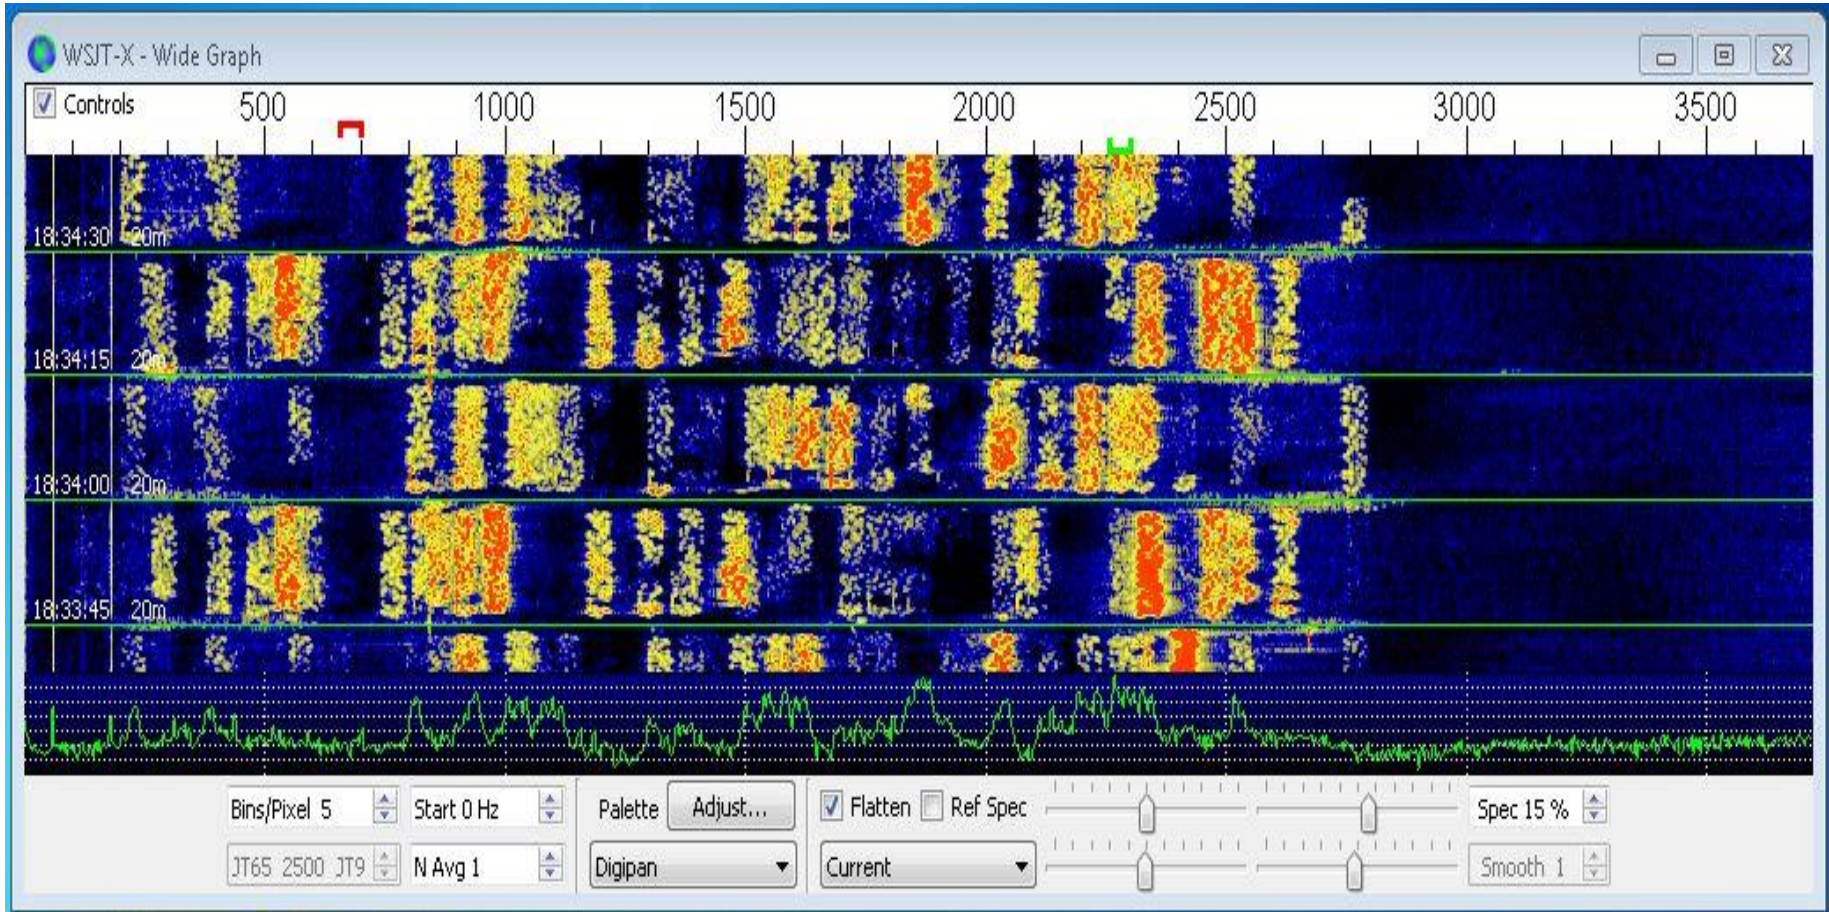 WSJT-X - Wide Graph
Controls 500 1000 1500 2000 2500 3000 3500
18:34:30 20m
18:34:15 20m
18:34:00 20m
18:33:45 20m
Bins/Pixel 5 Start 0 Hz Palette Adjust... Flatten Ref Spec Spec 15 %
JT65 2500 JT9 N Avg 1 Digipan Current Smooth 1